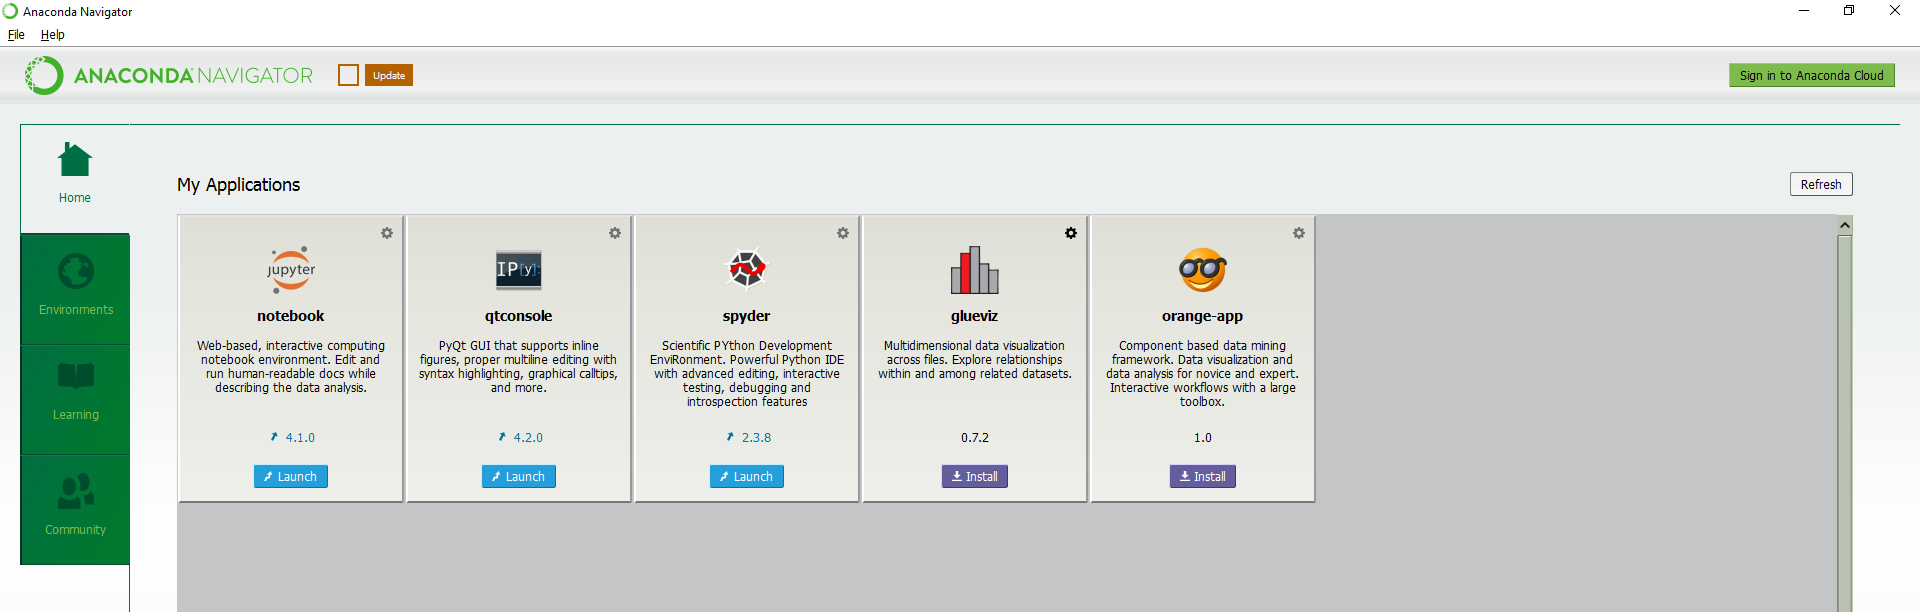 Anaconda Navigator
File Help
ANACONDA NAVIGATOR
Update
Sign in to Anaconda Cloud
Home
Environments
Learning
Community
My Applications
Refresh
jupyter
notebook
Web-based, interactive computing
notebook environment. Edit and
run human-readable docs while
describing the data analysis.
4.1.0
Launch
IP[y]:
qtconsole
PyQt GUI that supports inline
figures, proper multiline editing with
syntax highlighting, graphical calltips,
and more.
4.2.0
Launch
spyder
Scientific PYthon Development
EnviRonment. Powerful Python IDE
with advanced editing, interactive
testing, debugging and
introspection features
2.3.8
Launch
glueviz
Multidimensional data visualization
across files. Explore relationships
within and among related datasets.
0.7.2
Install
orange-app
Component based data mining
framework. Data visualization and
data analysis for novice and expert.
Interactive workflows with a large
toolbox.
1.0
Install